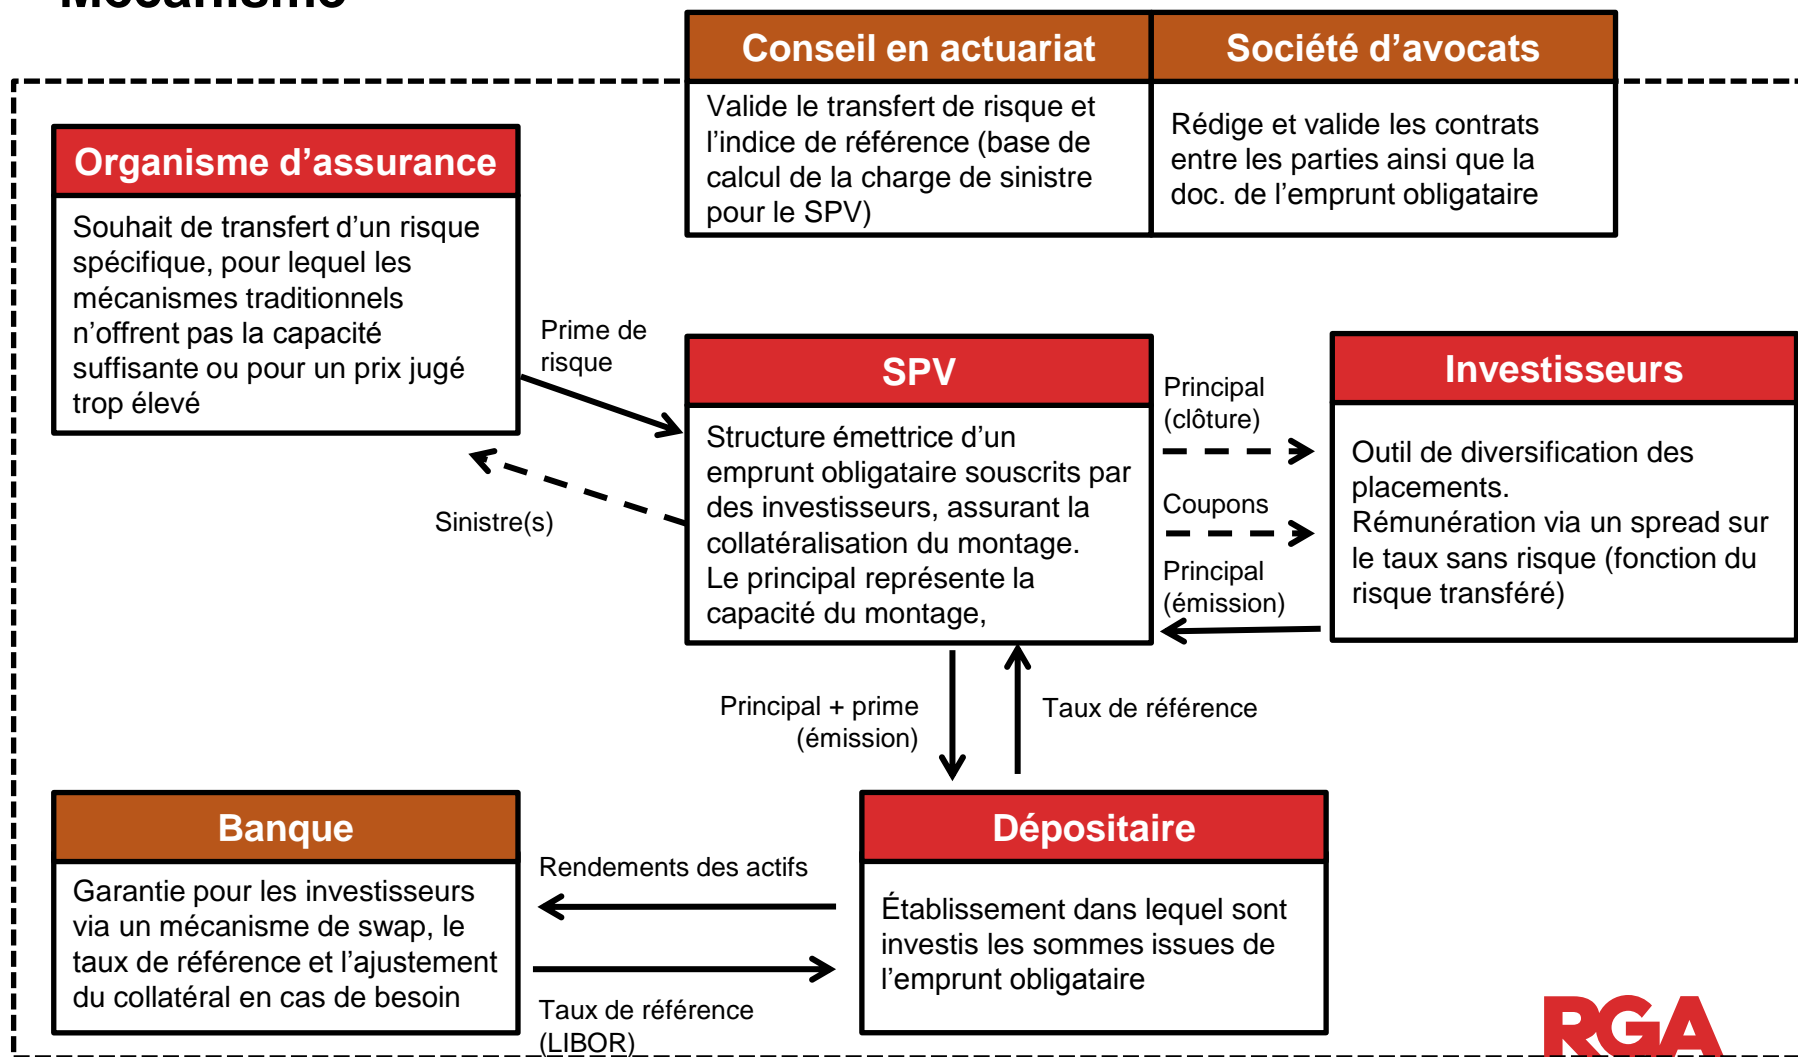 Mécanisme
Conseil en actuariat
Valide le transfert de risque et
l’indice de référence (base de
calcul de la charge de sinistre
pour le SPV)
Société d’avocats
Rédige et valide les contrats
entre les parties ainsi que la
doc. de l’emprunt obligataire
Organisme d’assurance
Souhait de transfert d’un risque
spécifique, pour lequel les
mécanismes traditionnels
n’offrent pas la capacité
suffisante ou pour un prix jugé
trop élevé
Prime de
risque
Sinistre(s)
SPV
Structure émettrice d’un
emprunt obligataire souscrits par
des investisseurs, assurant la
collatéralisation du montage.
Le principal représente la
capacité du montage,
Principal
(clôture)
Coupons
Principal
(émission)
Investisseurs
Outil de diversification des
placements.
Rémunération via un spread sur
le taux sans risque (fonction du
risque transféré)
Principal + prime
(émission)
Taux de référence
Banque
Garantie pour les investisseurs
via un mécanisme de swap, le
taux de référence et l’ajustement
du collatéral en cas de besoin
Rendements des actifs
Taux de référence
(LIBOR)
Dépositaire
Établissement dans lequel sont
investis les sommes issues de
l’emprunt obligataire
RGA